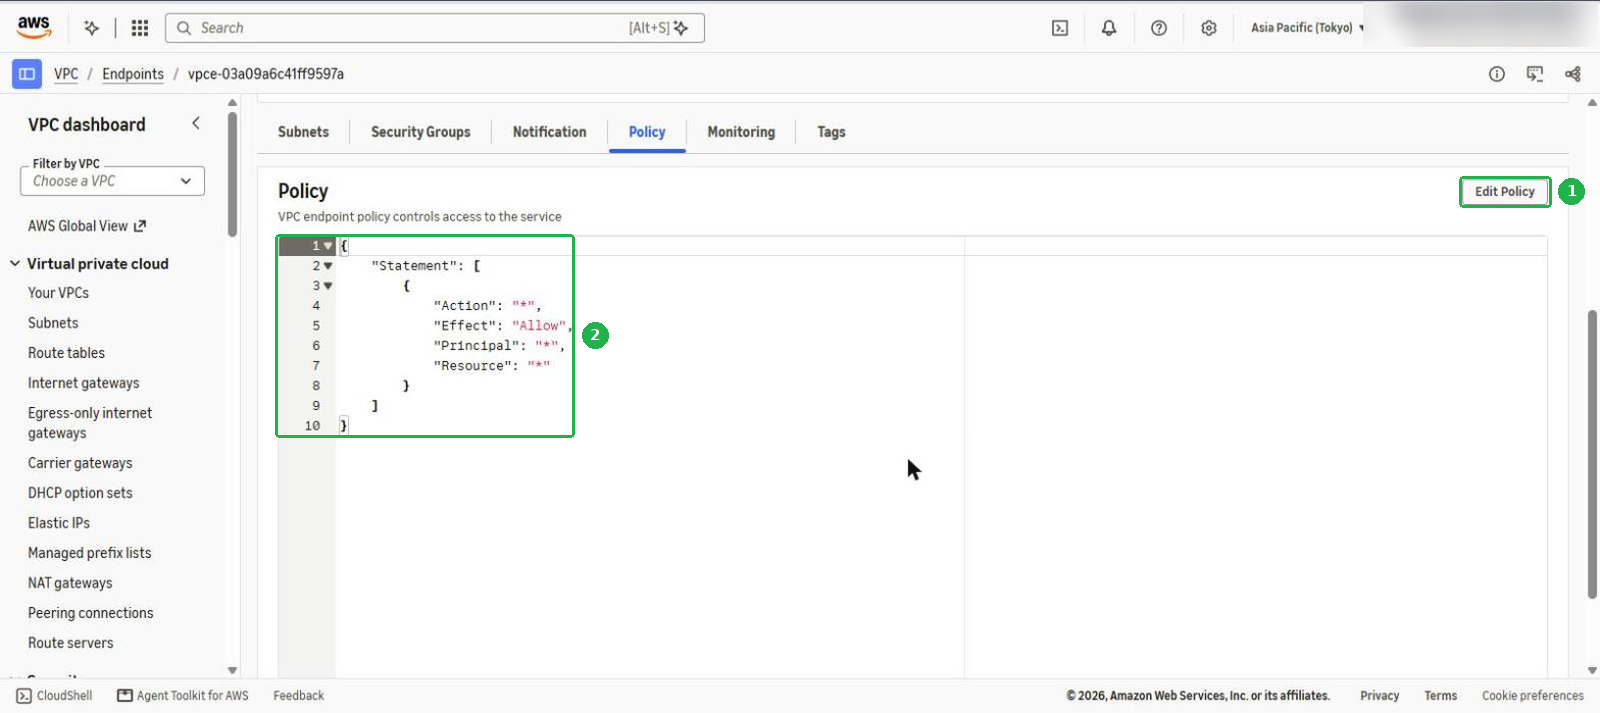 aws
Search [Alt+S]
Asia Pacific (Tokyo)
VPC / Endpoints / vpce-03a09a6c41ff9597a
VPC dashboard
Filter by VPC
Choose a VPC
AWS Global View
Virtual private cloud
Your VPCs
Subnets
Route tables
Internet gateways
Egress-only internet
gateways
Carrier gateways
DHCP option sets
Elastic IPs
Managed prefix lists
NAT gateways
Peering connections
Route servers
Subnets Security Groups Notification Policy Monitoring Tags
Policy
Edit Policy 1
VPC endpoint policy controls access to the service
1 {
2 "Statement": [
3 {
4 "Action": "*",
5 "Effect": "Allow",
6 "Principal": "*",
7 "Resource": "*"
8 }
9 ]
10 }
2
CloudShell Agent Toolkit for AWS Feedback
© 2026, Amazon Web Services, Inc. or its affiliates. Privacy Terms Cookie preferences